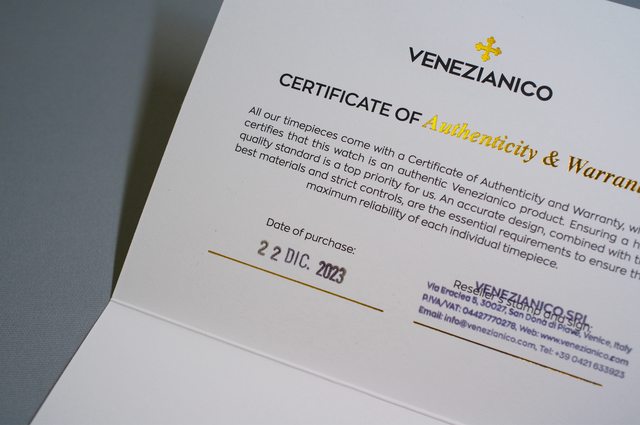 VENEZIANICO
CERTIFICATE OF Authenticity & Warran
All our timepieces come with a Certificate of Authenticity and Warranty, wh
certifies that this watch is an authentic Venezianico product. Ensuring a h
quality standard is a top priority for us. An accurate design, combined with t
best materials and strict controls, are the essential requirements to ensure th
maximum reliability of each individual timepiece.
Date of purchase:
22 DIC. 2023
Reseller's stamp and sign:
VENEZIANICO SRL
Via Eraclea 5, 30027, San Donà di Piave, Venice, Italy
P.IVA/VAT: 04427770278, Web: www.venezianico.com
Email: info@venezianico.com, Tel: +39 0421 633923